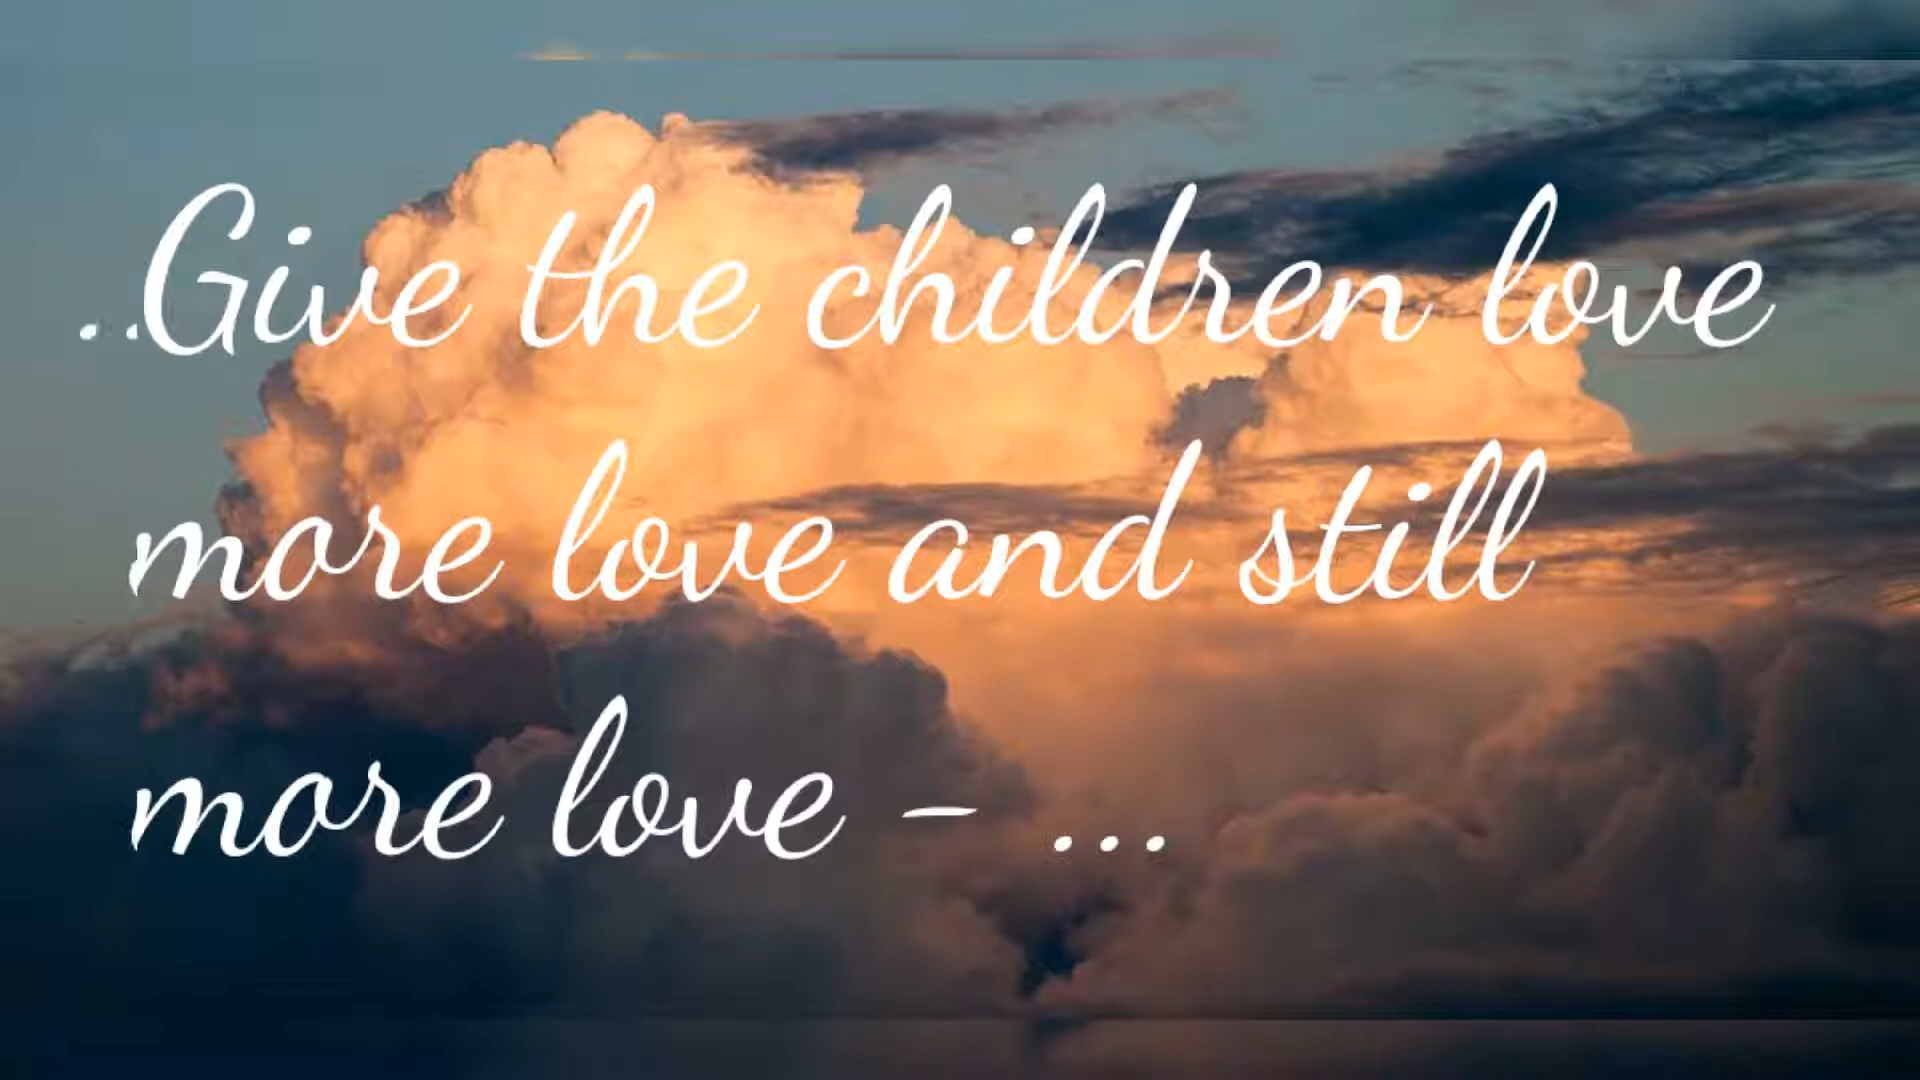 ..Give the children love
more love and still
more love - ...